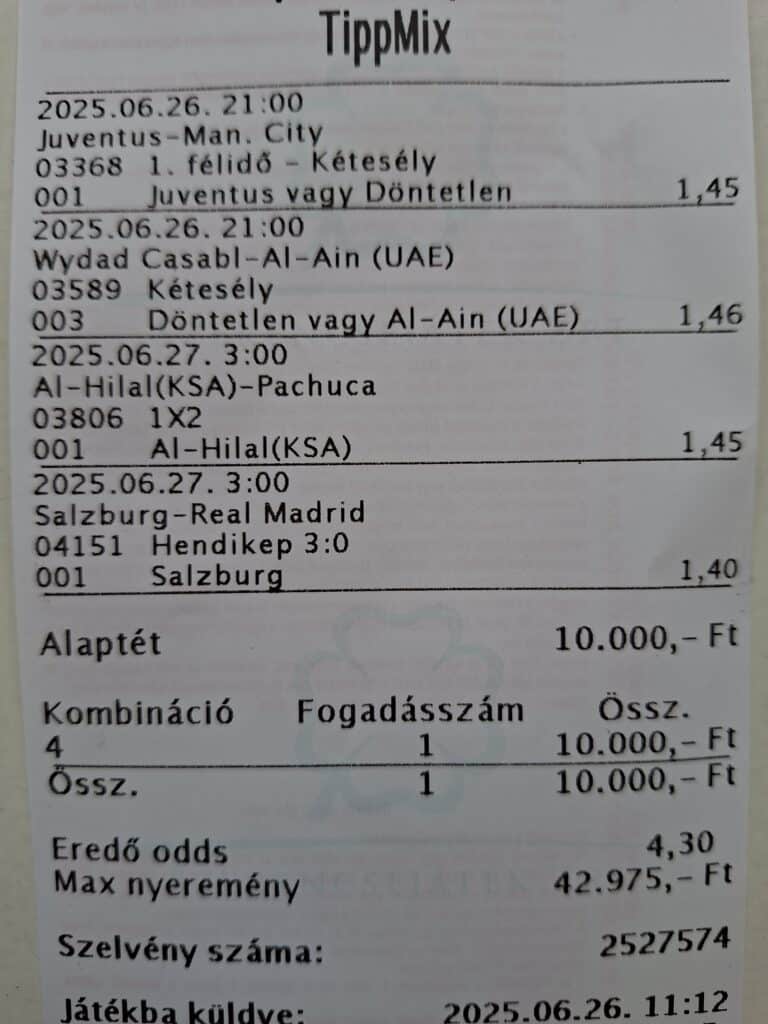 TippMix
2025.06.26. 21:00
Juventus-Man. City
03368 1. félidő - Kétesély
001 Juventus vagy Döntetlen 1,45
2025.06.26. 21:00
Wydad Casabl-Al-Ain (UAE)
03589 Kétesély
003 Döntetlen vagy Al-Ain (UAE) 1,46
2025.06.27. 3:00
Al-Hilal(KSA)-Pachuca
03806 1X2
001 Al-Hilal(KSA) 1,45
2025.06.27. 3:00
Salzburg-Real Madrid
04151 Hendikep 3:0
001 Salzburg 1,40
Alaptét 10.000,- Ft
Kombináció Fogadásszám Össz.
4 1 10.000,- Ft
Össz. 1 10.000,- Ft
Eredő odds 4,30
Max nyeremény 42.975,- Ft
Szelvény száma: 2527574
Játékba küldve: 2025.06.26. 11:12